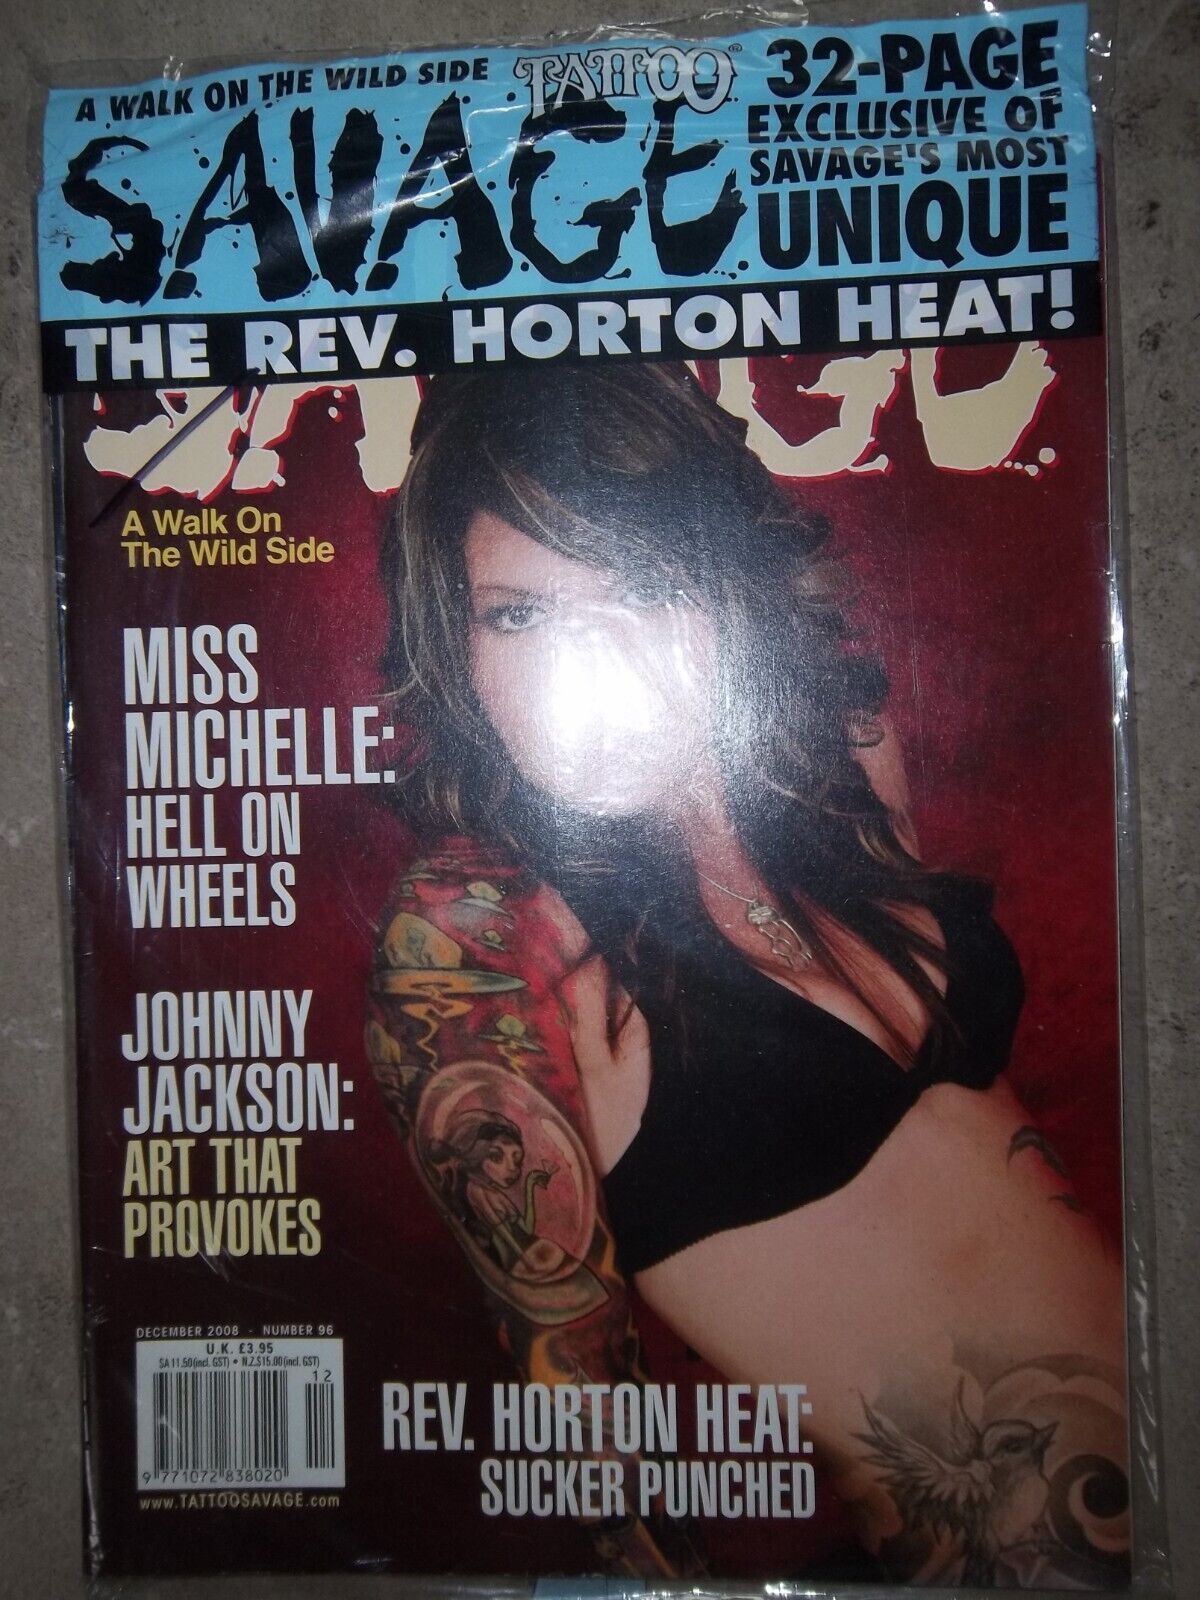 A WALK ON THE WILD SIDE
TATTOO®
SAVAGE
32-PAGE
EXCLUSIVE OF
SAVAGE'S MOST
UNIQUE
THE REV. HORTON HEAT!
A Walk On
The Wild Side
MISS
MICHELLE:
HELL ON
WHEELS
JOHNNY
JACKSON:
ART THAT
PROVOKES
DECEMBER 2008 · NUMBER 96
U.K. £3.95
$A 11.50(incl. GST) • N.Z.$15.00(incl. GST)
12
9 771072 838020
www.TATTOOSAVAGE.com
REV. HORTON HEAT:
SUCKER PUNCHED